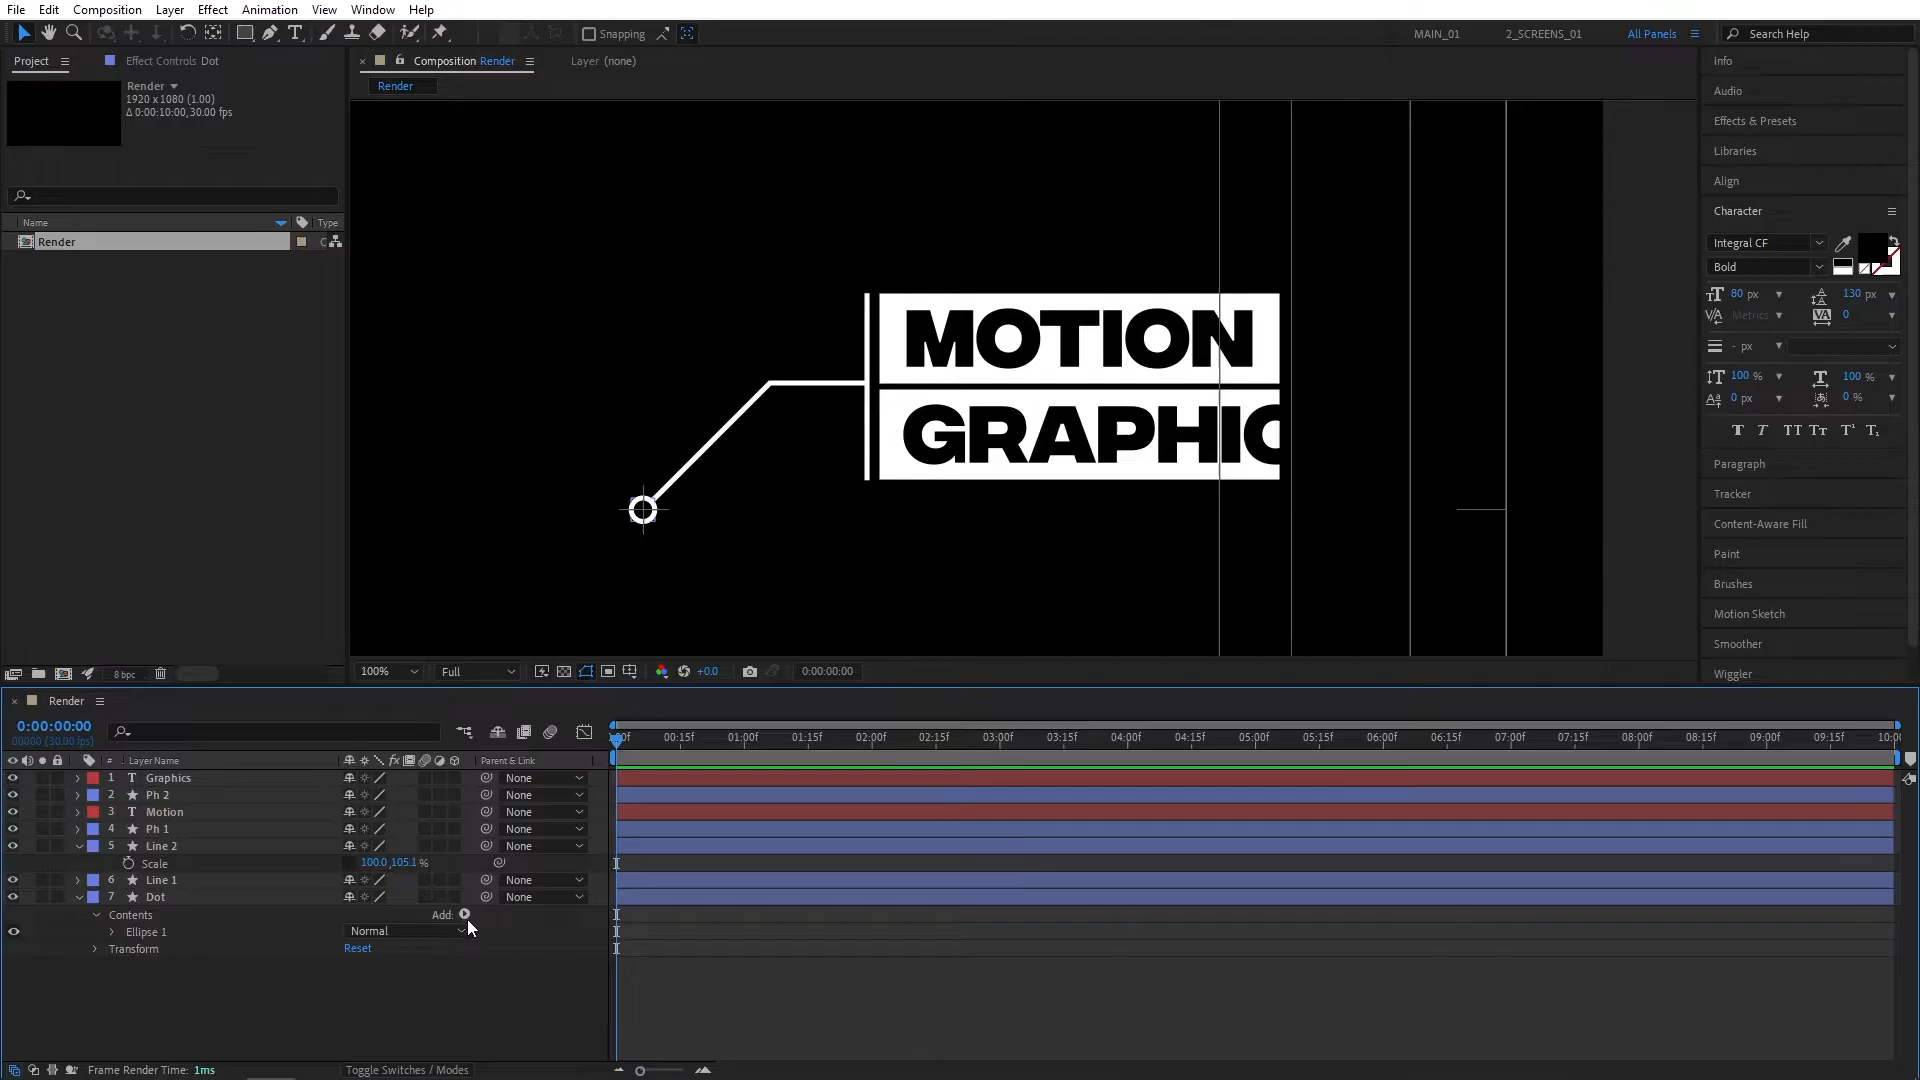 File Edit Composition Layer Effect Animation View Window Help
Snapping
MAIN_01 2_SCREENS_01 All Panels Search Help
Project Effect Controls Dot
Composition Render Layer (none)
Render
Render
1920 x 1080 (1.00)
Δ 0:00:10:00, 30.00 fps
Name Type
Render C
MOTION
GRAPHIC
8 bpc
100% Full +0.0 0:00:00:00
Info
Audio
Effects & Presets
Libraries
Align
Character
Integral CF
Bold
80 px 130 px
Metrics 0
- px
100 % 100 %
0 px 0 %
T T TT Tt T¹ T₁
Paragraph
Tracker
Content-Aware Fill
Paint
Brushes
Motion Sketch
Smoother
Wiggler
Render
0:00:00:00
00000 (30.00 fps)
# Layer Name fx Parent & Link
:00f 00:15f 01:00f 01:15f 02:00f 02:15f 03:00f 03:15f 04:00f 04:15f 05:00f 05:15f 06:00f 06:15f 07:00f 07:15f 08:00f 08:15f 09:00f 09:15f 10:00
1 T Graphics None
2 Ph 2 None
3 T Motion None
4 Ph 1 None
5 Line 2 None
Scale 100.0,105.1 %
6 Line 1 None
7 Dot None
Contents Add:
Ellipse 1 Normal
Transform Reset
Frame Render Time: 1ms Toggle Switches / Modes